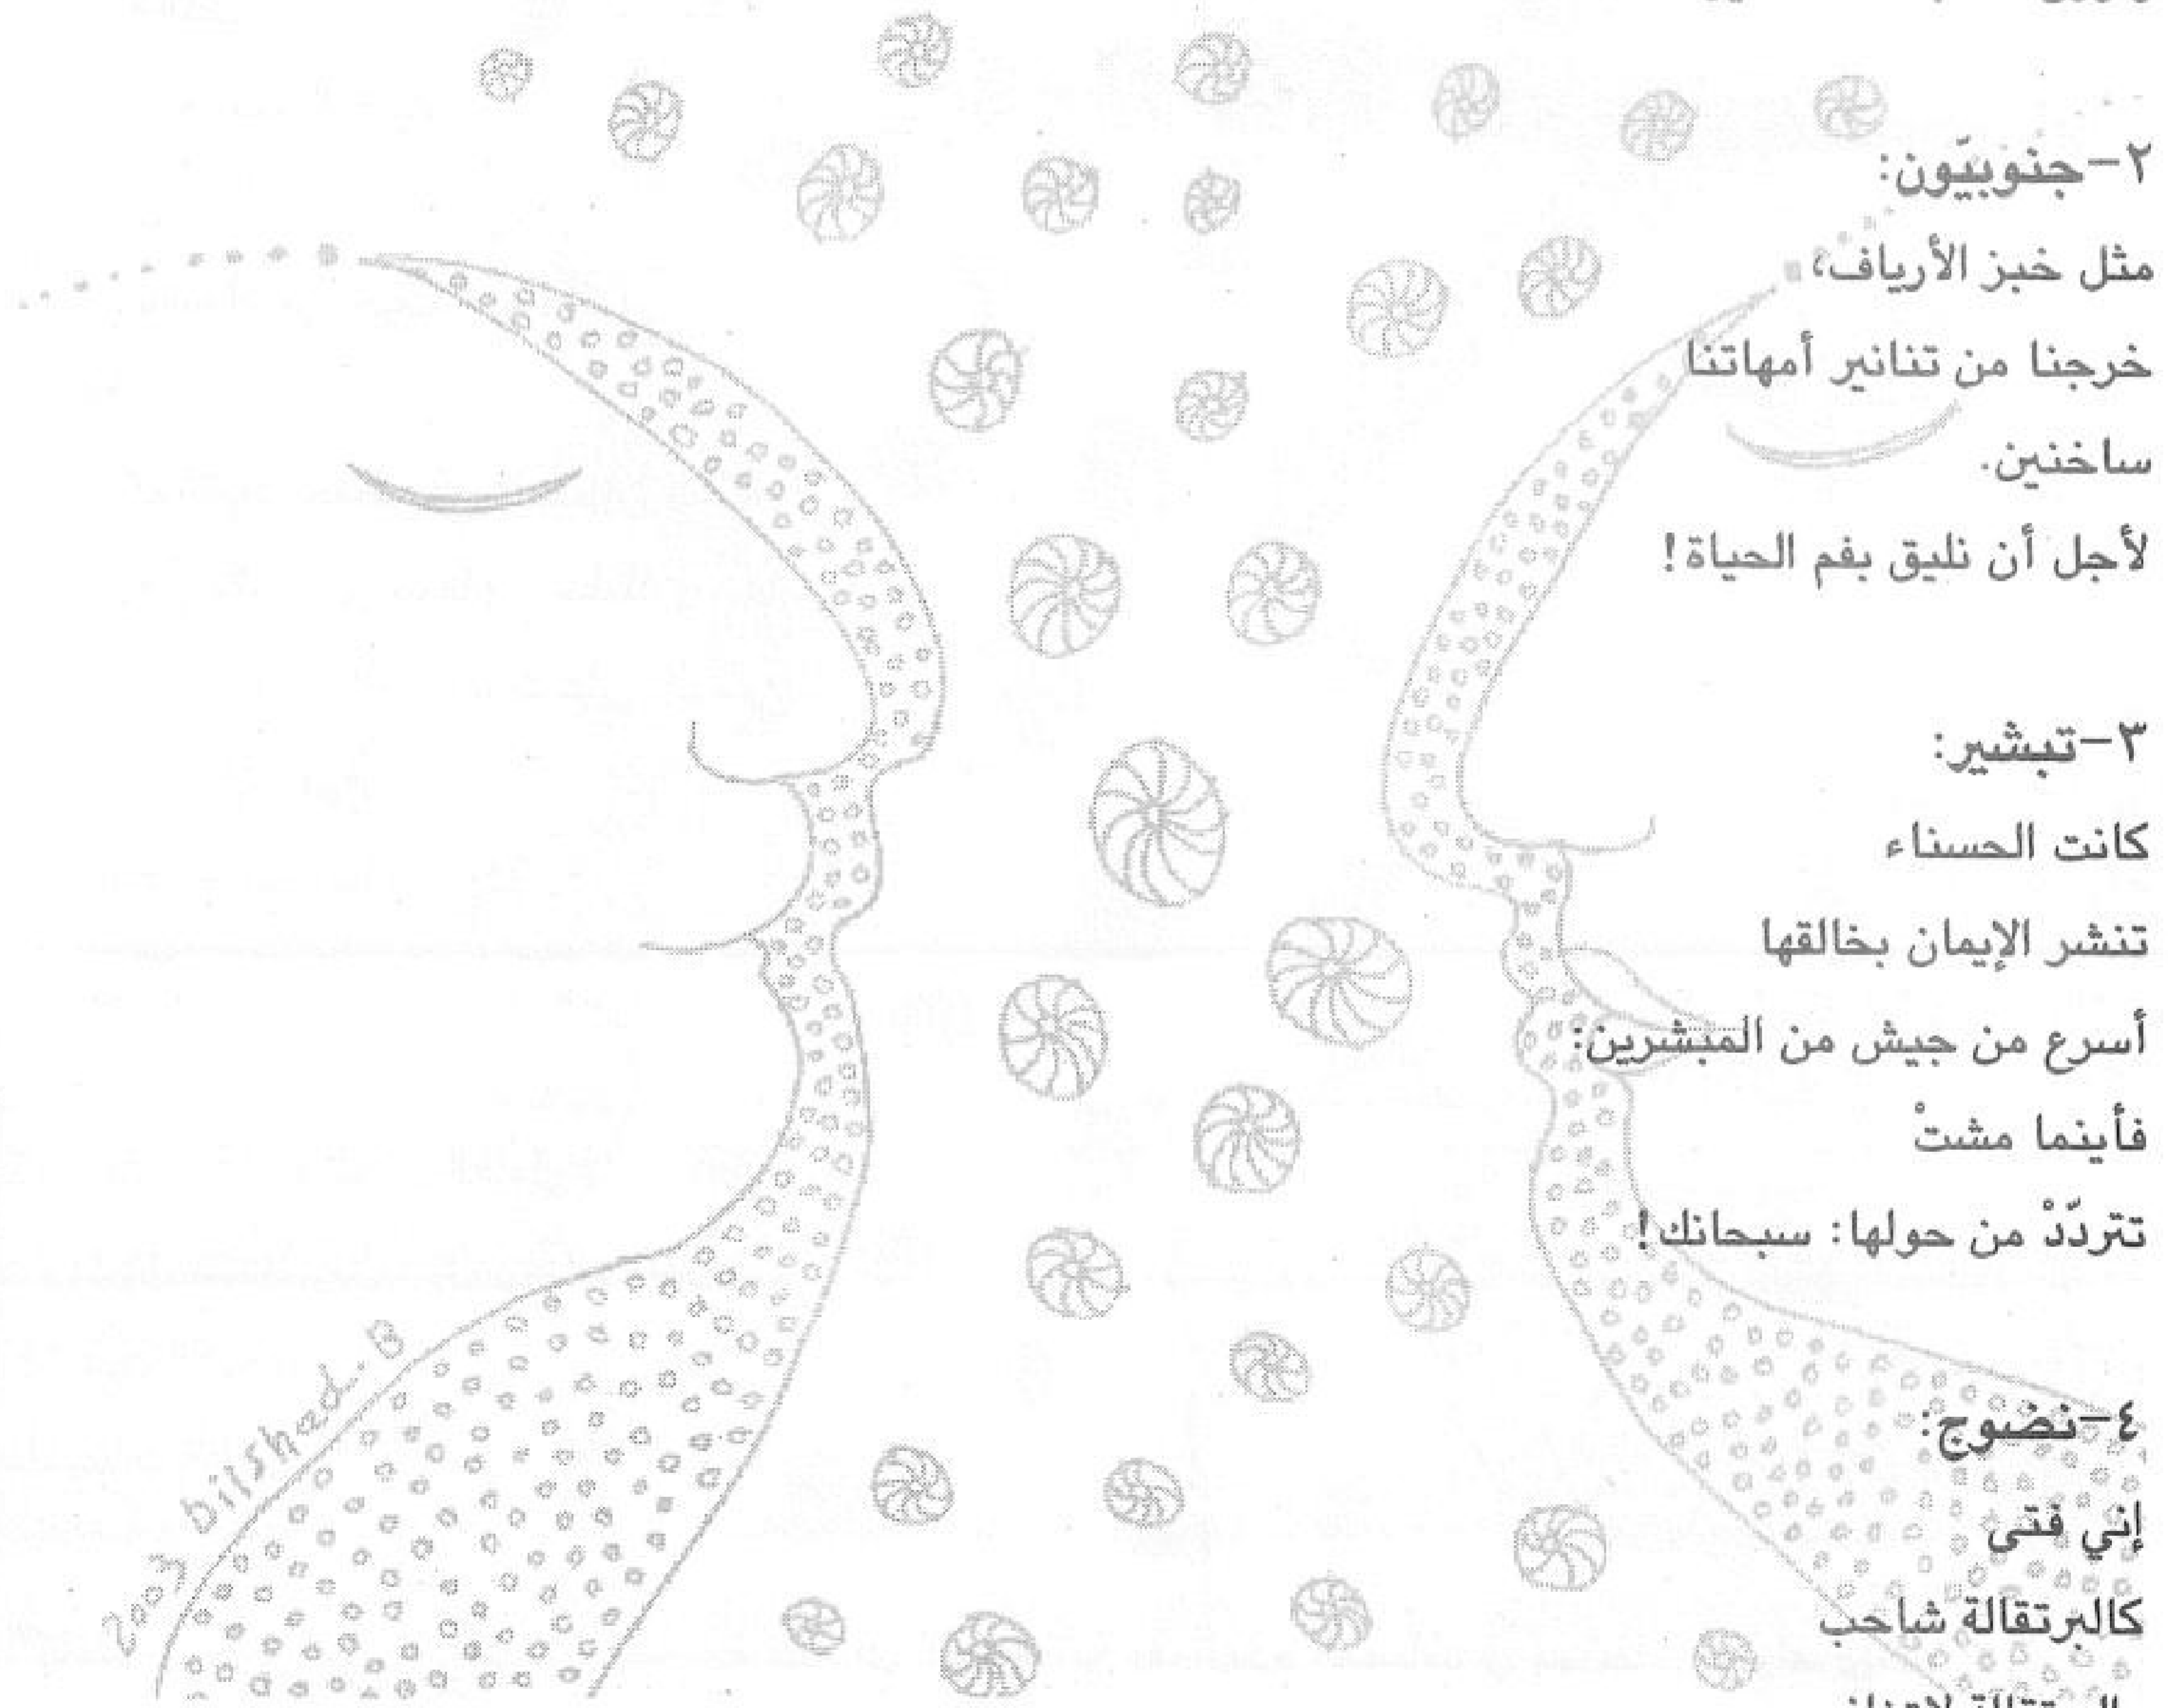 ٢-جنوبيّون:
مثل خبز الأرياف،
خرجنا من تنانير أمهاتنا
ساخنين.
لأجل أن نليق بفم الحياة!
٣-تبشير:
كانت الحسناء
تنشر الإيمان بخالقها
أسرع من جيش من المبشرين:
فأينما مشتْ
تتردّدْ من حولها: سبحانك!
٤-نضوج:
إني فتى
كالبرتقالة شاحب
Dilshad.B
2003